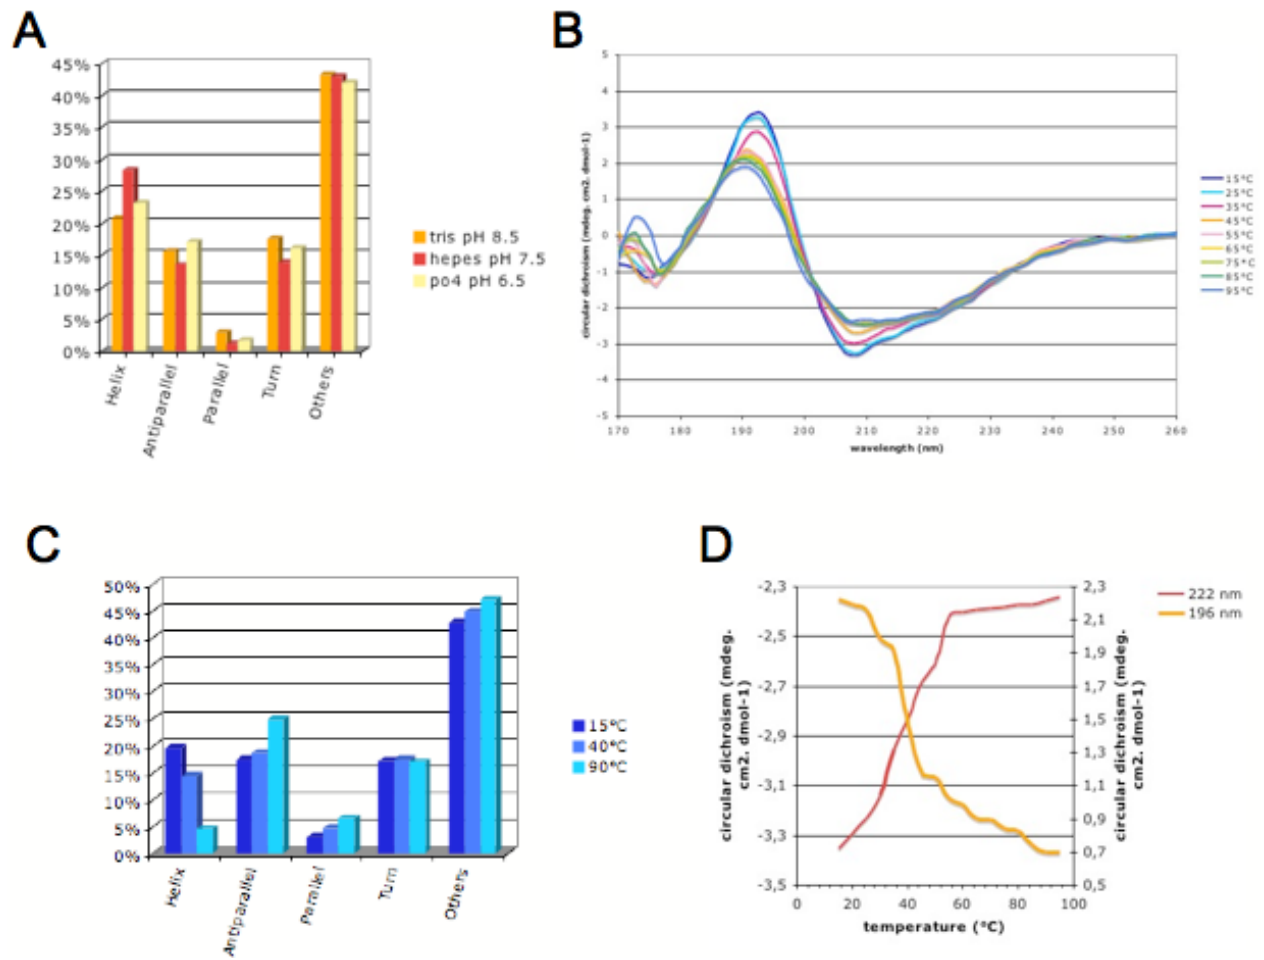 A
45%
40%
35%
30%
25%
20%
15%
10%
5%
0%
Helix
Antiparallel
Parallel
Turn
Others
tris pH 8.5
hepes pH 7.5
po4 pH 6.5
B
circular dichroism (mdeg. cm2. dmol-1)
5
4
3
2
1
0
-1
-2
-3
-4
-5
170 180 190 200 210 220 230 240 250 260
wavelength (nm)
15°C
25°C
35°C
45°C
55°C
65°C
75°C
85°C
95°C
C
50%
45%
40%
35%
30%
25%
20%
15%
10%
5%
0%
Helix
Antiparallel
Parallel
Turn
Others
15°C
40°C
90°C
D
circular dichroism (mdeg.
cm2. dmol-1)
-2,3
-2,5
-2,7
-2,9
-3,1
-3,3
-3,5
0 20 40 60 80 100
temperature (°C)
2,3
2,1
1,9
1,7
1,5
1,3
1,1
0,9
0,7
0,5
circular dichroism (mdeg.
cm2. dmol-1)
222 nm
196 nm